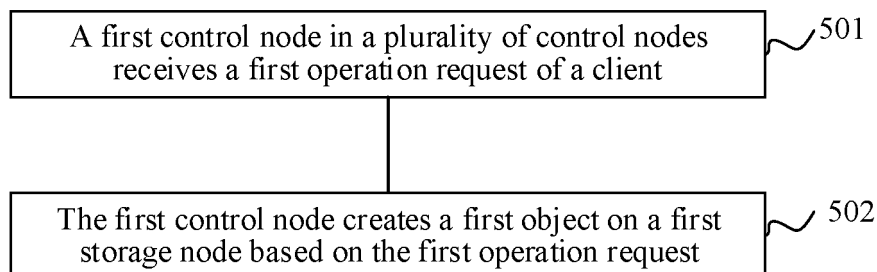 A first control node in a plurality of control nodes
receives a first operation request of a client
501
The first control node creates a first object on a first
storage node based on the first operation request
502